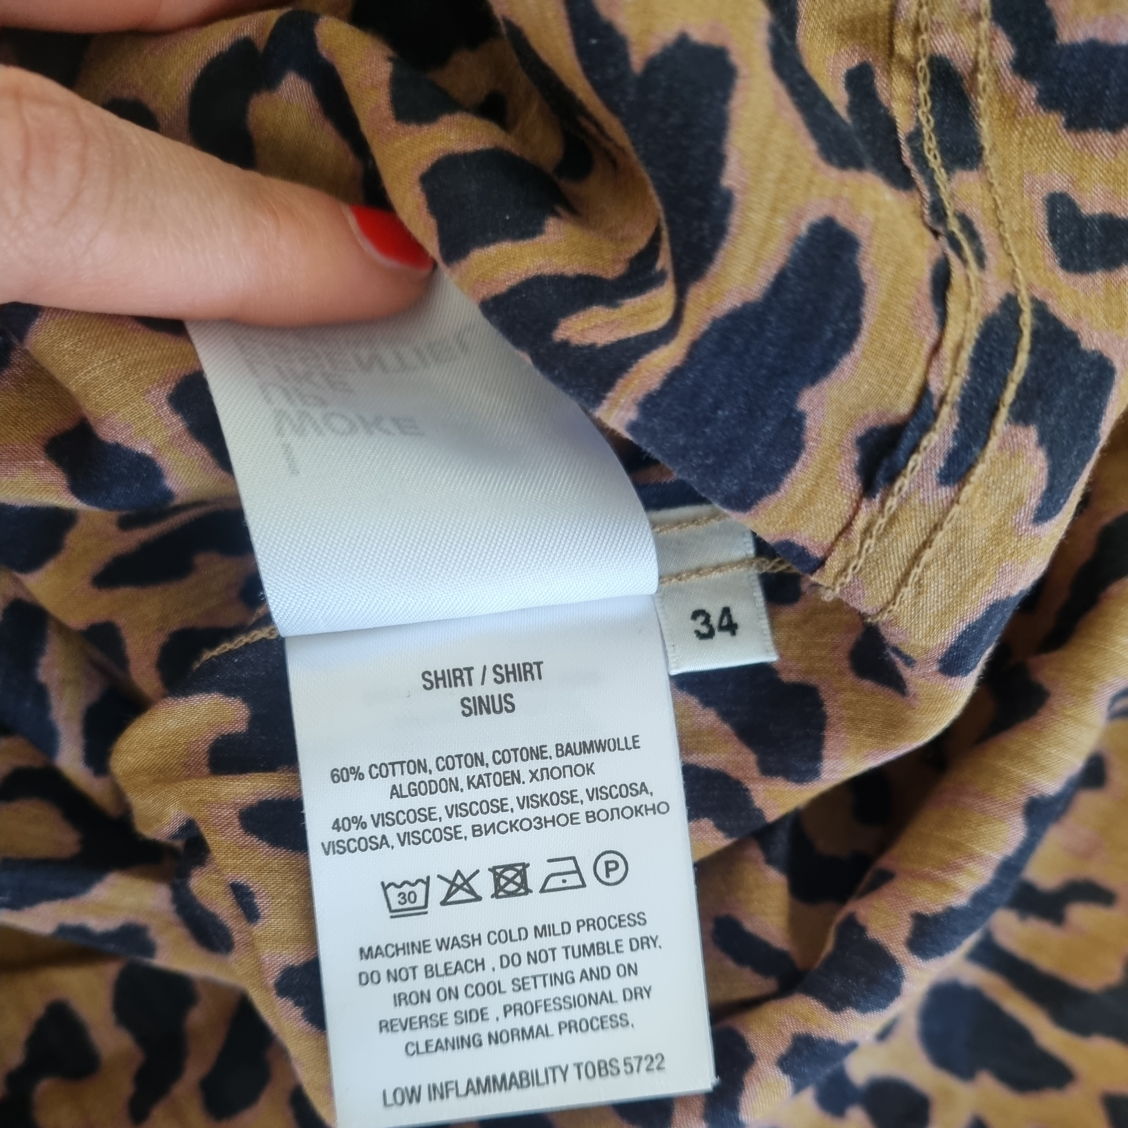 34
SHIRT / SHIRT
SINUS
60% COTTON, COTON, COTONE, BAUMWOLLE
ALGODON, KATOEN, ХЛОПОК
40% VISCOSE, VISCOSE, VISKOSE, VISCOSA,
VISCOSA, VISCOSE, ВИСКОЗНОЕ ВОЛОКНО
30
P
MACHINE WASH COLD MILD PROCESS
DO NOT BLEACH , DO NOT TUMBLE DRY.
IRON ON COOL SETTING AND ON
REVERSE SIDE , PROFESSIONAL DRY
CLEANING NORMAL PROCESS.
LOW INFLAMMABILITY TO BS 5722